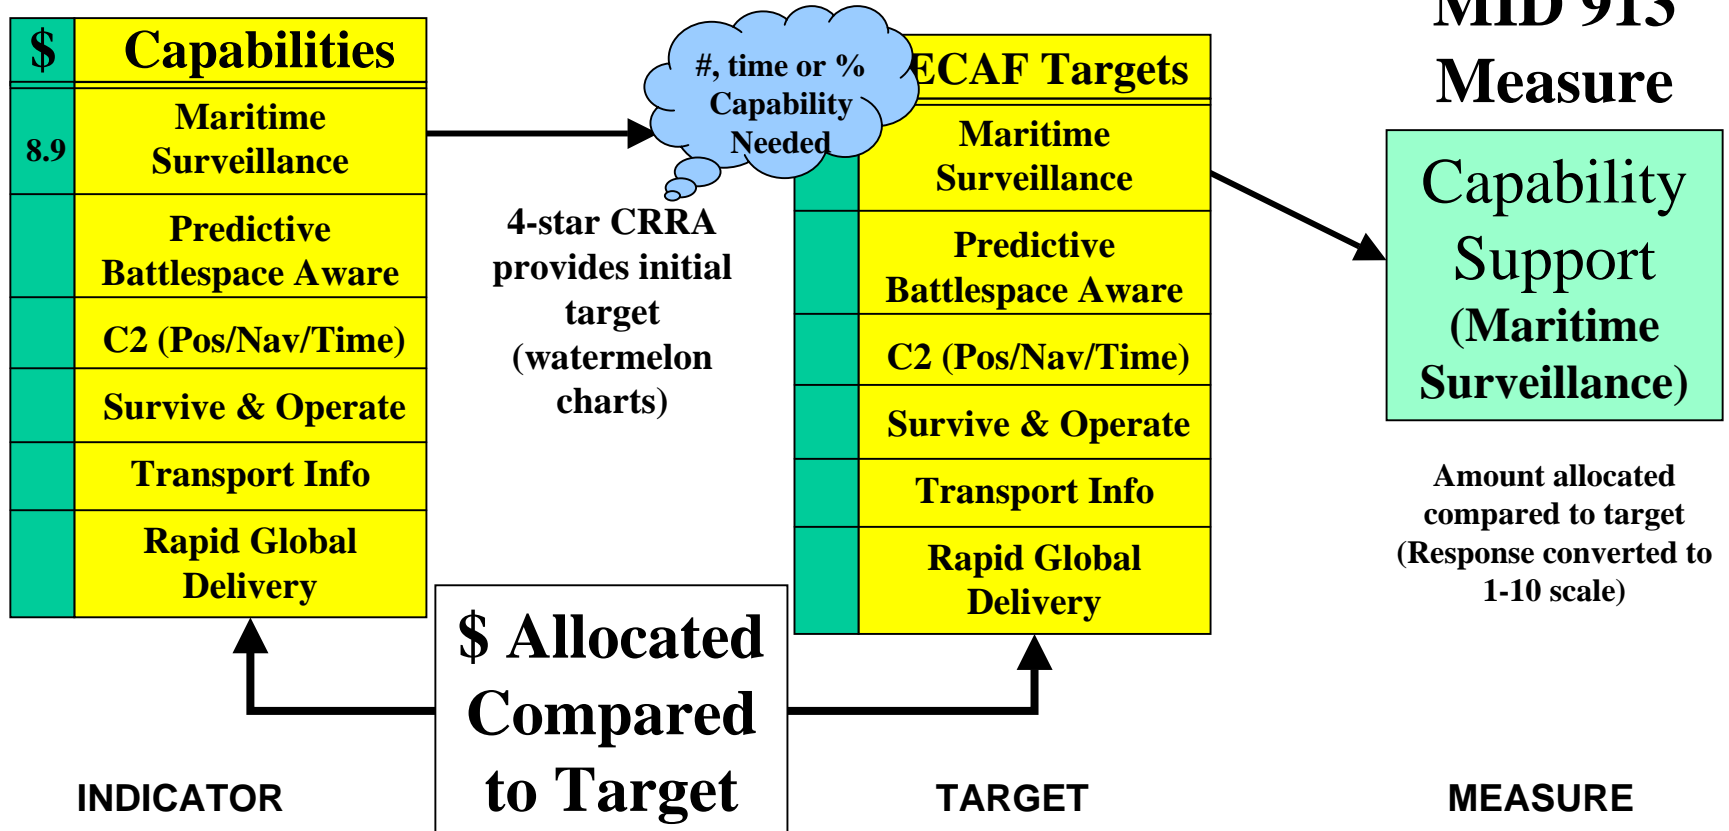 $ Capabilities
8.9
Maritime
Surveillance
Predictive
Battlespace Aware
C2 (Pos/Nav/Time)
Survive & Operate
Transport Info
Rapid Global
Delivery
#, time or %
Capability
Needed
4-star CRRA
provides initial
target
(watermelon
charts)
ECAF Targets
Maritime
Surveillance
Predictive
Battlespace Aware
C2 (Pos/Nav/Time)
Survive & Operate
Transport Info
Rapid Global
Delivery
MID 913
Measure
Capability
Support
(Maritime
Surveillance)
Amount allocated
compared to target
(Response converted to
1-10 scale)
$ Allocated
Compared
to Target
INDICATOR
TARGET
MEASURE